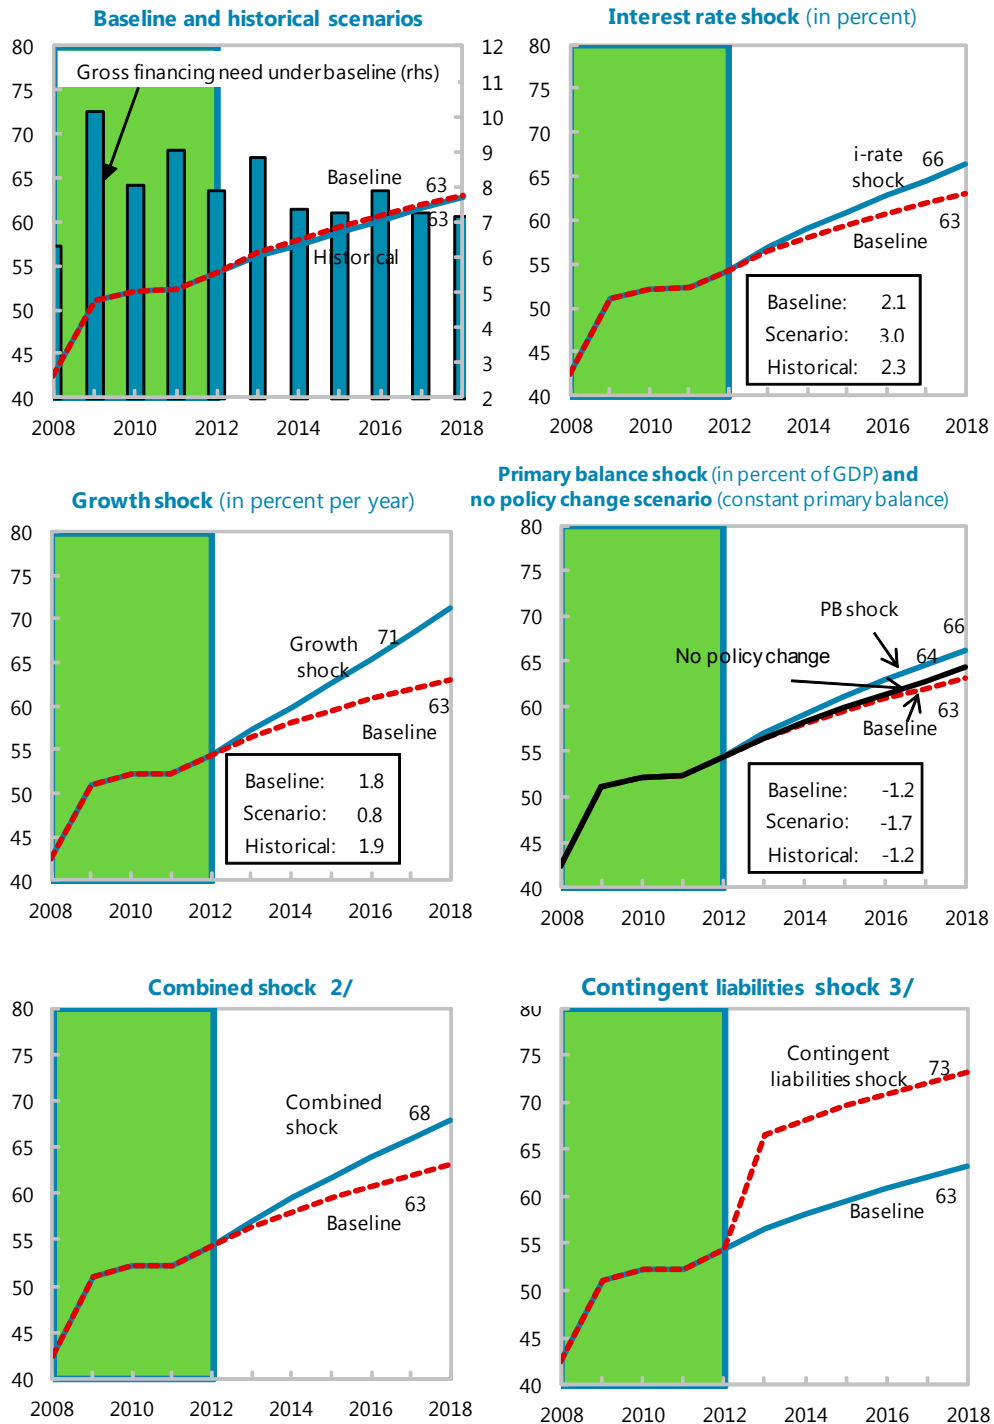 Baseline and historical scenarios
80
75
70
65
60
55
50
45
40
12
11
10
9
8
7
6
5
4
3
2
Gross financing need under baseline (rhs)
Baseline
63
63
Historical
2008 2010 2012 2014 2016 2018
Interest rate shock (in percent)
80
75
70
65
60
55
50
45
40
i-rate
shock
66
63
Baseline
Baseline: 2.1
Scenario: 3.0
Historical: 2.3
2008 2010 2012 2014 2016 2018
Growth shock (in percent per year)
80
75
70
65
60
55
50
45
40
Growth
shock
71
63
Baseline
Baseline: 1.8
Scenario: 0.8
Historical: 1.9
2008 2010 2012 2014 2016 2018
Primary balance shock (in percent of GDP) and
no policy change scenario (constant primary balance)
80
75
70
65
60
55
50
45
40
PB shock
66
No policy change
64
63
Baseline
Baseline: -1.2
Scenario: -1.7
Historical: -1.2
2008 2010 2012 2014 2016 2018
Combined shock 2/
80
75
70
65
60
55
50
45
40
Combined
shock
68
63
Baseline
2008 2010 2012 2014 2016 2018
Contingent liabilities shock 3/
80
75
70
65
60
55
50
45
40
Contingent
liabilities shock
73
63
Baseline
2008 2010 2012 2014 2016 2018